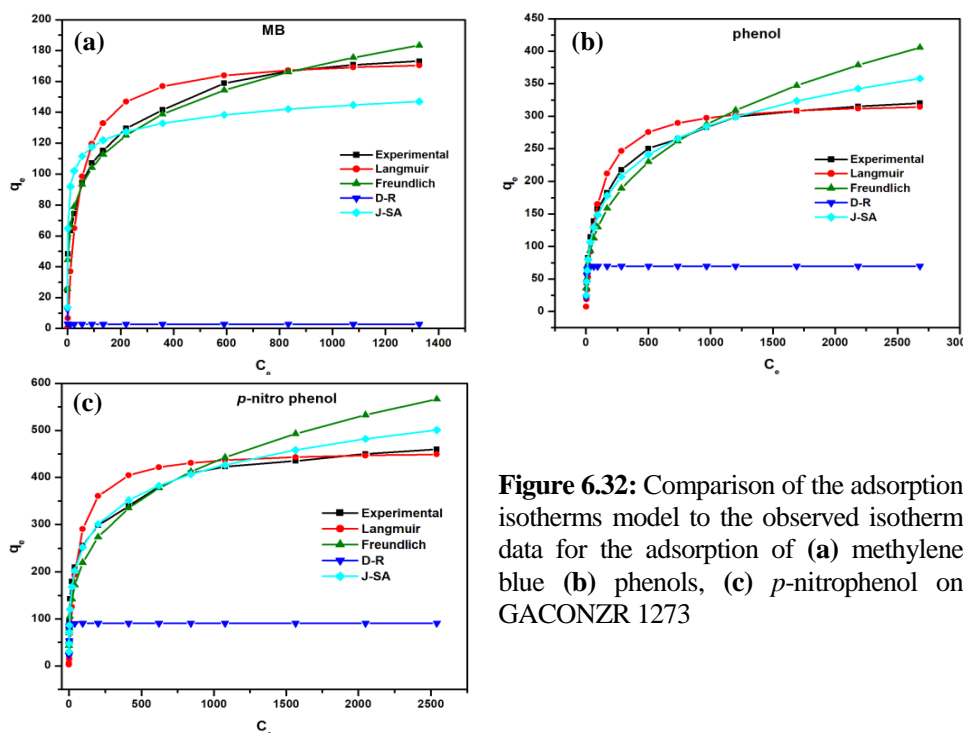 (a)
MB
200
180
160
140
120
100
80
60
40
20
0
qe
Experimental
Langmuir
Freundlich
D-R
J-SA
0 200 400 600 800 1000 1200 1400
Ce
(b)
phenol
450
400
350
300
250
200
150
100
50
0
qe
Experimental
Langmuir
Freundlich
D-R
J-SA
0 500 1000 1500 2000 2500 3000
Ce
(c)
p-nitro phenol
600
500
400
300
200
100
0
qe
Experimental
Langmuir
Freundlich
D-R
J-SA
0 500 1000 1500 2000 2500
C
Figure 6.32: Comparison of the adsorption
isotherms model to the observed isotherm
data for the adsorption of (a) methylene
blue (b) phenols, (c) p-nitrophenol on
GACONZR 1273